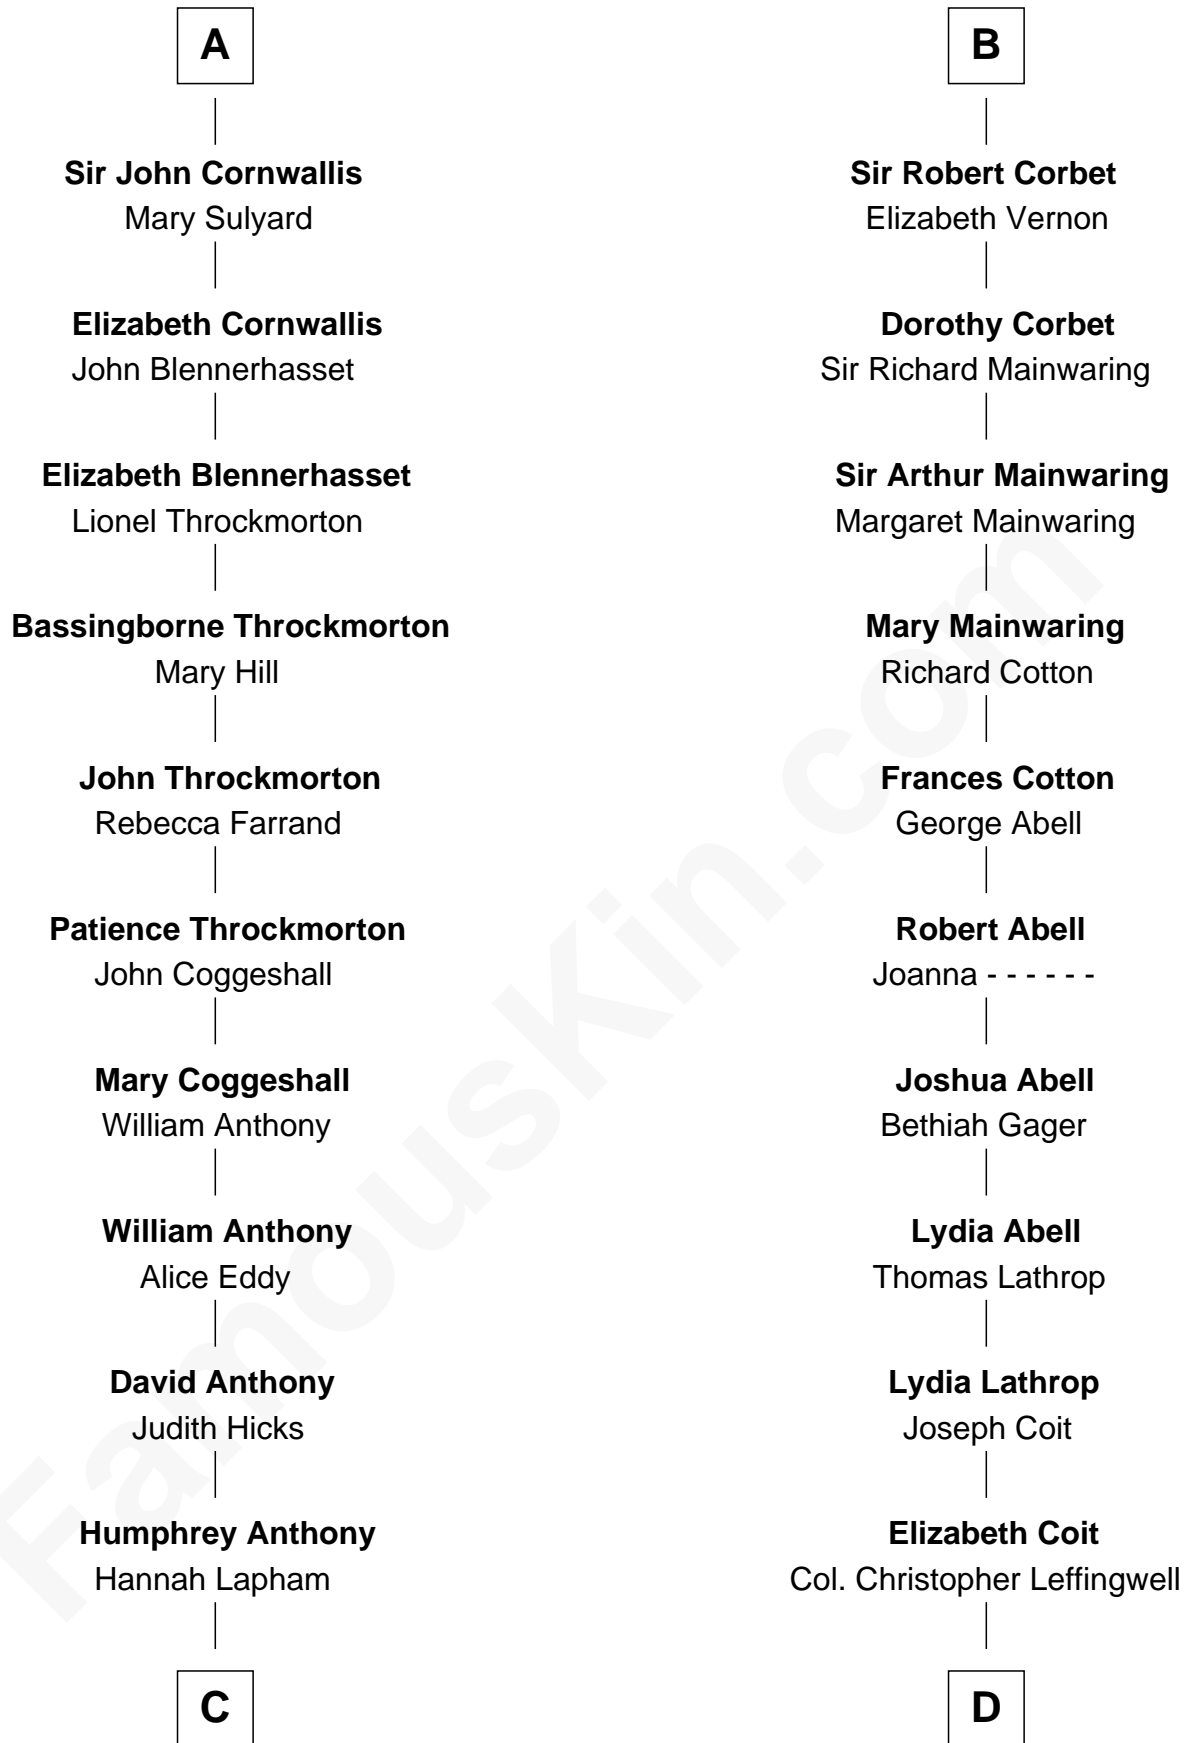 A
Sir John Cornwallis
Mary Sulyard
Elizabeth Cornwallis
John Blennerhasset
Elizabeth Blennerhasset
Lionel Throckmorton
Bassingborne Throckmorton
Mary Hill
John Throckmorton
Rebecca Farrand
Patience Throckmorton
John Coggeshall
Mary Coggeshall
William Anthony
William Anthony
Alice Eddy
David Anthony
Judith Hicks
Humphrey Anthony
Hannah Lapham
C
B
Sir Robert Corbet
Elizabeth Vernon
Dorothy Corbet
Sir Richard Mainwaring
Sir Arthur Mainwaring
Margaret Mainwaring
Mary Mainwaring
Richard Cotton
Frances Cotton
George Abell
Robert Abell
Joanna - - - - - -
Joshua Abell
Bethiah Gager
Lydia Abell
Thomas Lathrop
Lydia Lathrop
Joseph Coit
Elizabeth Coit
Col. Christopher Leffingwell
D
FamousKin.com